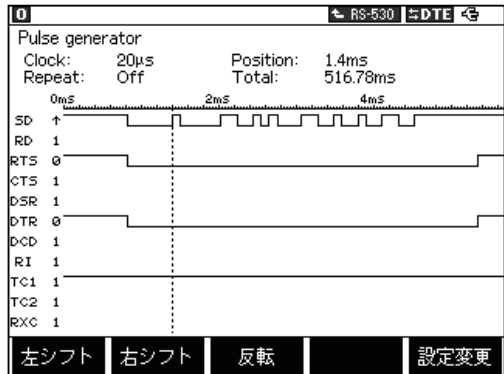 0 RS-530 DTE
Pulse generator
Clock: 20µs Position: 1.4ms
Repeat: Off Total: 516.78ms
0ms 2ms 4ms
SD ↑
RD 1
RTS 0
CTS 1
DSR 1
DTR 0
DCD 1
RI 1
TC1 1
TC2 1
RXC 1
左シフト 右シフト 反転 設定変更